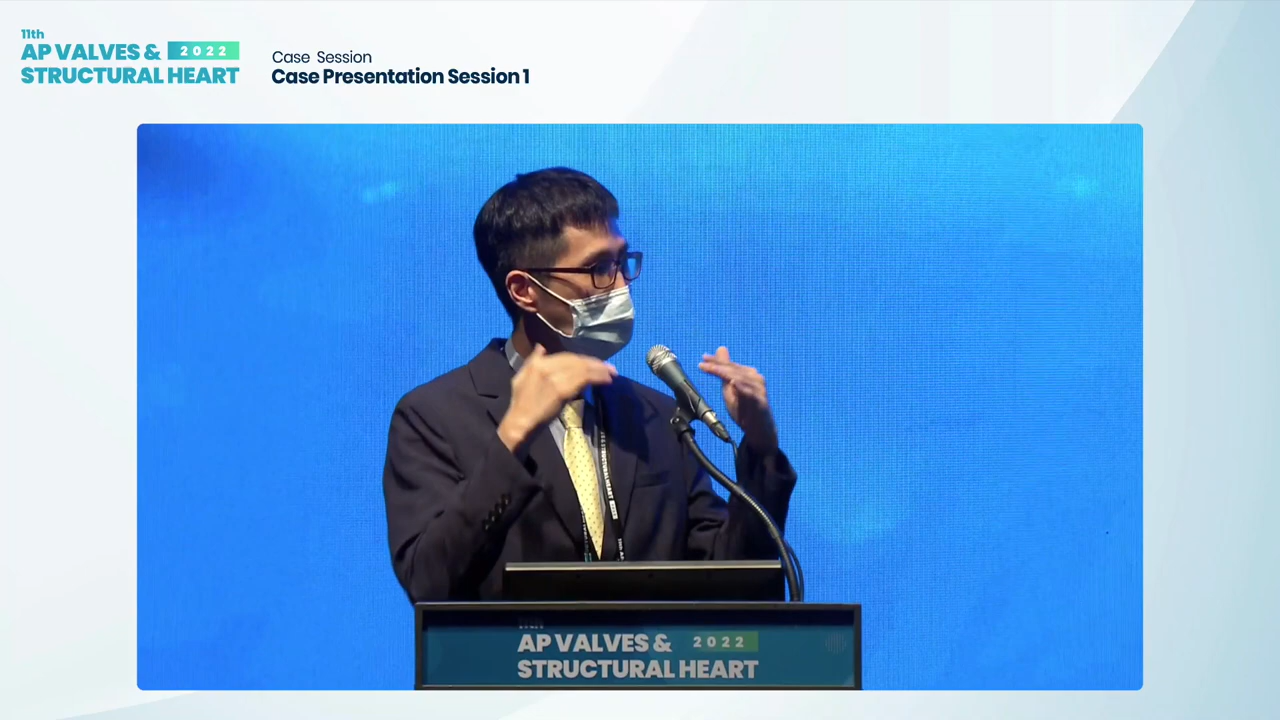 11th
AP VALVES & 2022
STRUCTURAL HEART
Case Session
Case Presentation Session 1
AP VALVES & 2022
STRUCTURAL HEART